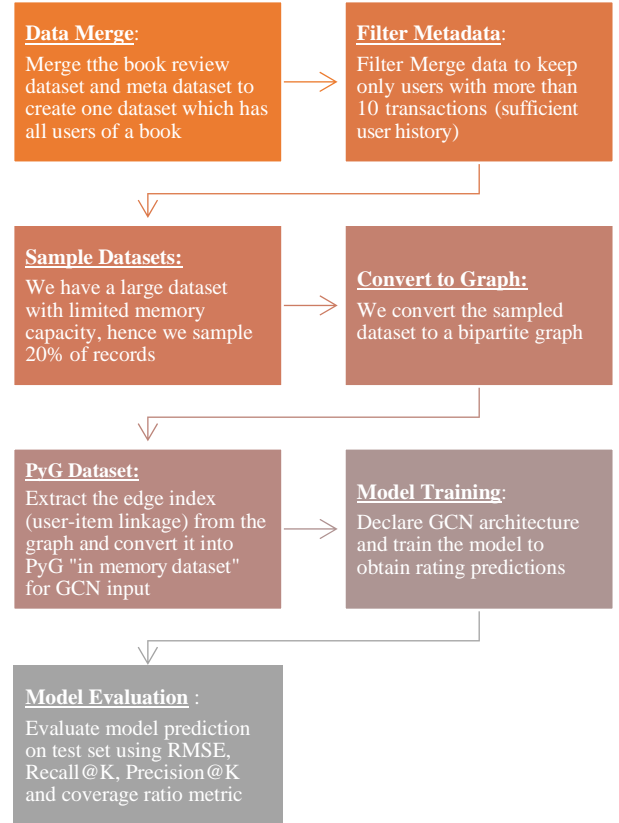 Data Merge:
Merge tthe book review
dataset and meta dataset to
create one dataset which has
all users of a book
Filter Metadata:
Filter Merge data to keep
only users with more than
10 transactions (sufficient
user history)
Sample Datasets:
We have a large dataset
with limited memory
capacity, hence we sample
20% of records
Convert to Graph:
We convert the sampled
dataset to a bipartite graph
PyG Dataset:
Extract the edge index
(user-item linkage) from the
graph and convert it into
PyG "in memory dataset"
for GCN input
Model Training:
Declare GCN architecture
and train the model to
obtain rating predictions
Model Evaluation :
Evaluate model prediction
on test set using RMSE,
Recall@K, Precision@K
and coverage ratio metric